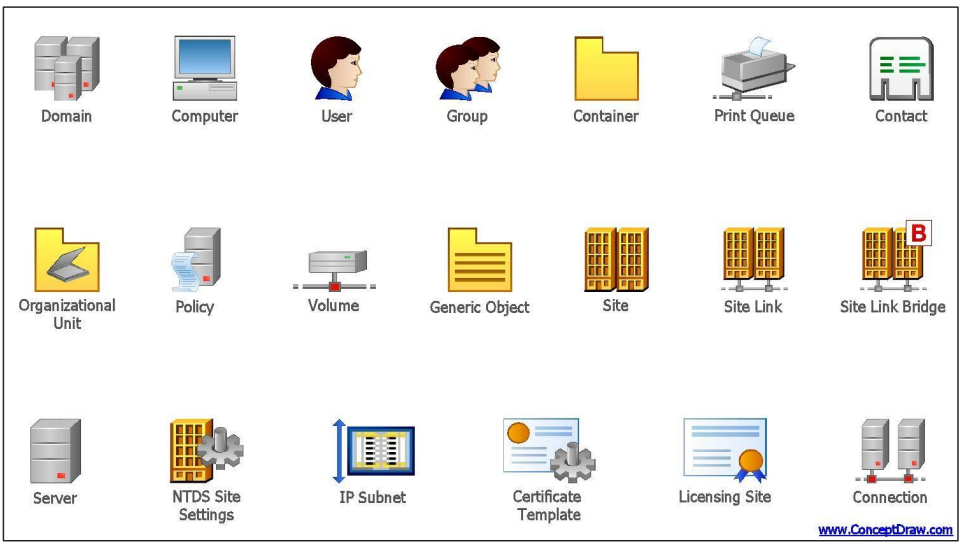 Domain
Computer
User
Group
Container
Print Queue
Contact
Organizational
Unit
Policy
Volume
Generic Object
Site
Site Link
B
Site Link Bridge
Server
NTDS Site
Settings
IP Subnet
Certificate
Template
Licensing Site
Connection
www.ConceptDraw.com